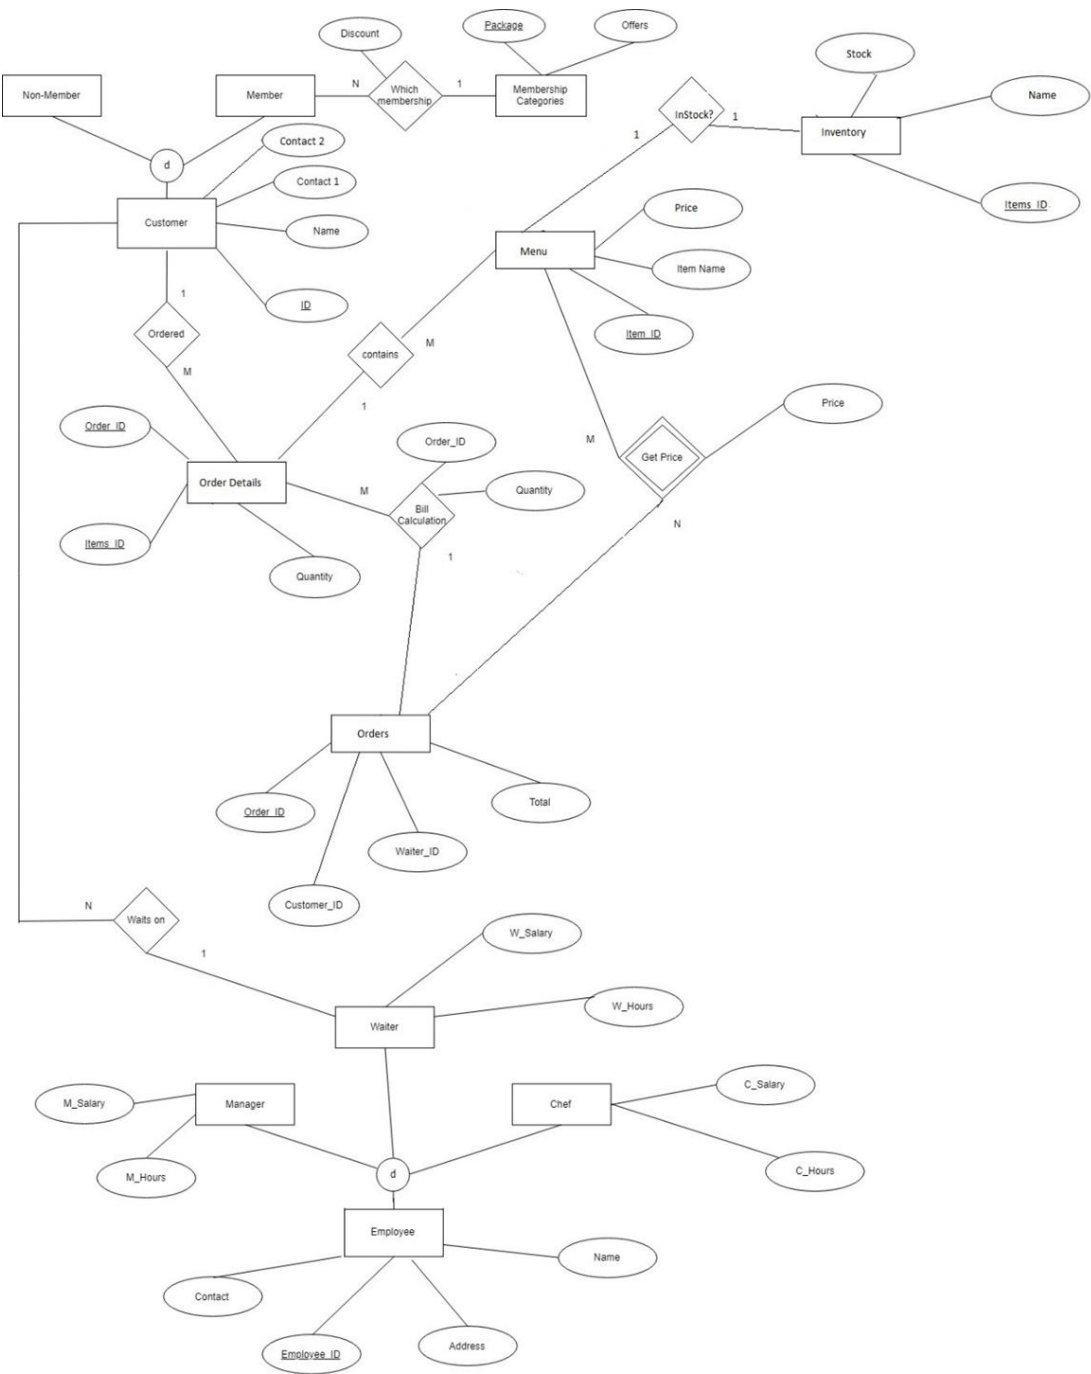 Package
Offers
Discount
Stock
Non-Member
Member
N
Which
membership
1
Membership
Categories
Name
InStock?
1
Inventory
1
Contact 2
d
Contact 1
Items_ID
Customer
Name
Price
Menu
Item Name
1
ID
Ordered
Item_ID
M
contains
M
1
Price
Order_ID
Order_ID
M
Get Price
Order Details
M
Quantity
Bill
Calculation
N
Items_ID
1
Quantity
Orders
Order_ID
Total
Waiter_ID
Customer_ID
N
Waits on
W_Salary
1
W_Hours
Waiter
M_Salary
Manager
Chef
C_Salary
M_Hours
d
C_Hours
Employee
Name
Contact
Employee_ID
Address